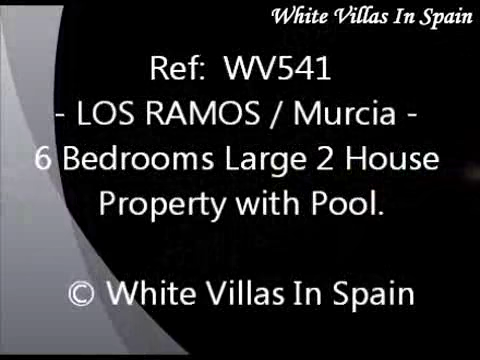 White Villas In Spain
Ref: WV541
- LOS RAMOS / Murcia -
6 Bedrooms Large 2 House
Property with Pool.
© White Villas In Spain